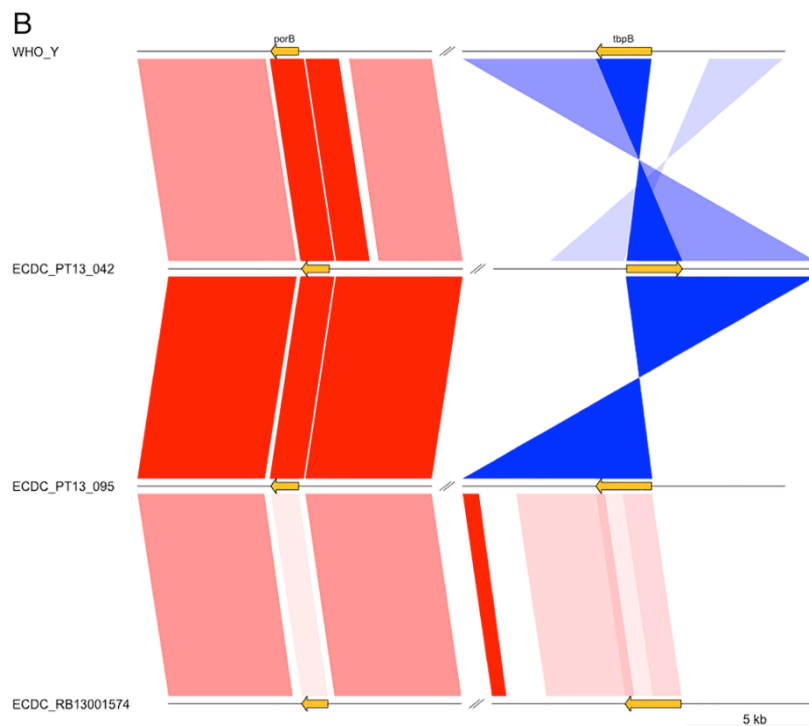 B
porB
tbpB
WHO_Y
//
ECDC_PT13_042
//
ECDC_PT13_095
//
ECDC_RB13001574
//
5 kb